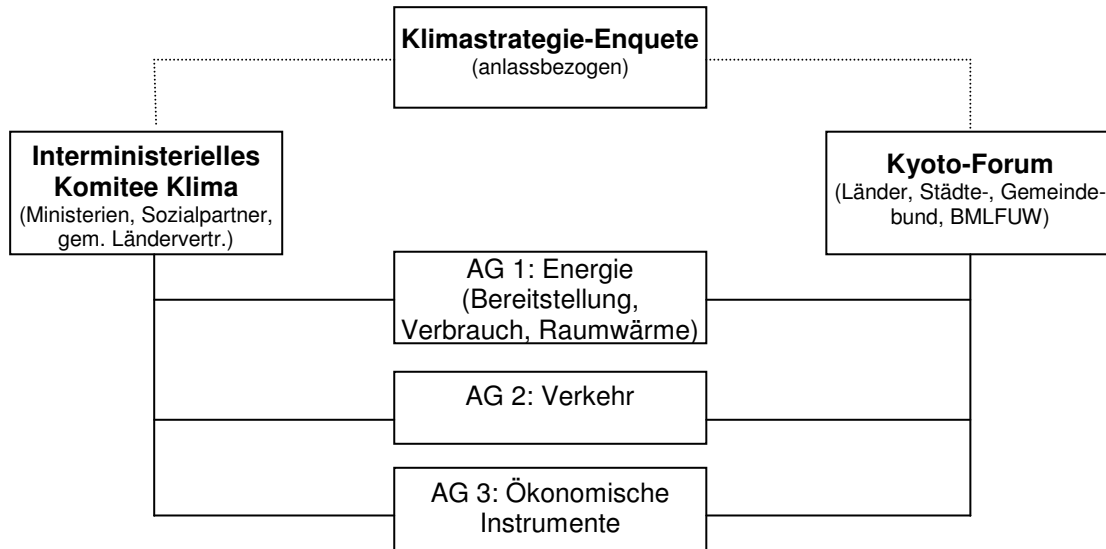 Klimastrategie-Enquete
(anlassbezogen)
Interministerielles
Komitee Klima
(Ministerien, Sozialpartner,
gem. Ländervertr.)
Kyoto-Forum
(Länder, Städte-, Gemeinde-
bund, BMLFUW)
AG 1: Energie
(Bereitstellung,
Verbrauch, Raumwärme)
AG 2: Verkehr
AG 3: Ökonomische
Instrumente